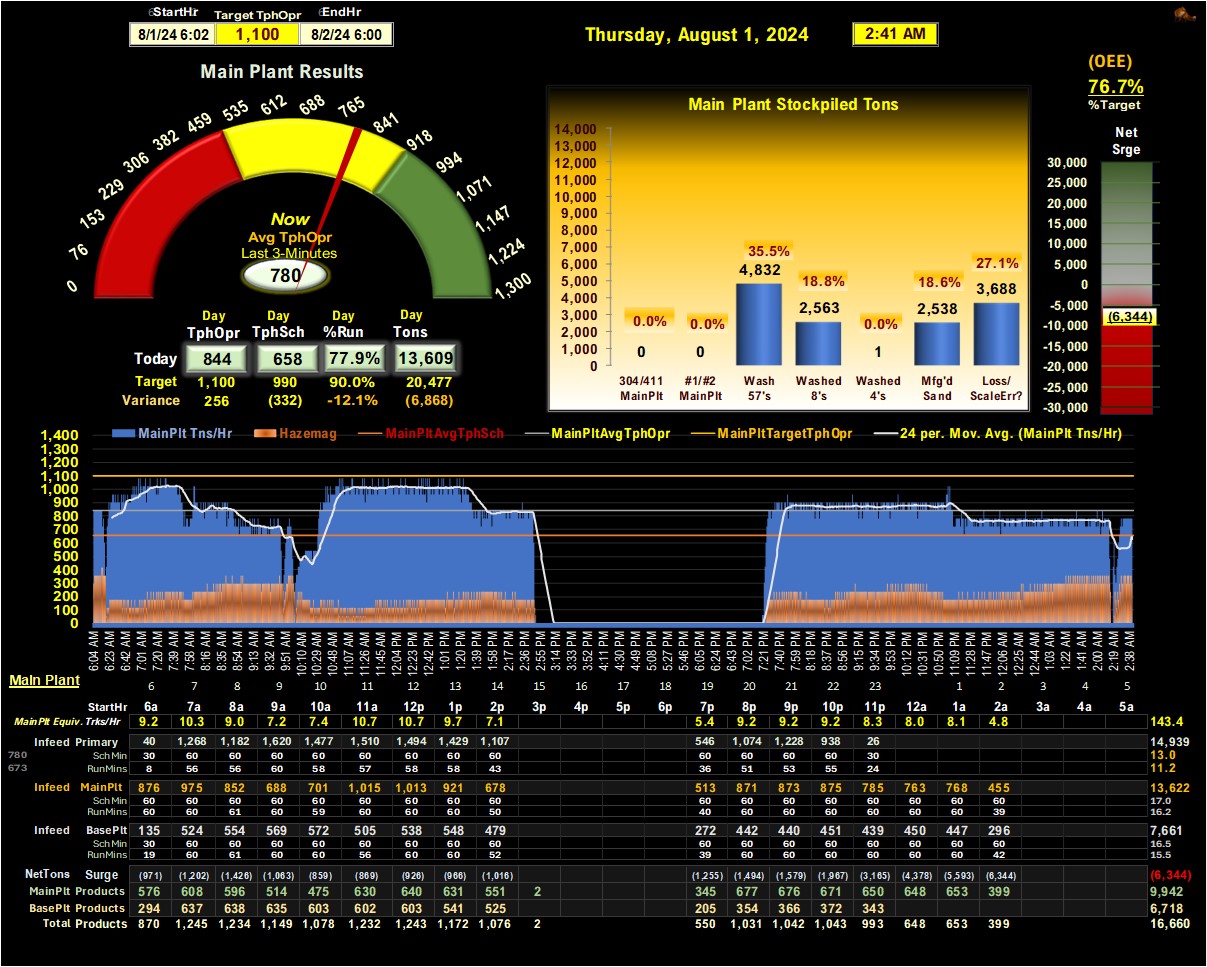 StartHr Target TphOpr EndHr
8/1/24 6:02 1,100 8/2/24 6:00
Thursday, August 1, 2024 2:41 AM
(OEE)
76.7%
%Target
Main Plant Results
0 76 153 229 306 382 459 535 612 688 765 841 918 994 1,071 1,147 1,224 1,300
Now
Avg TphOpr
Last 3-Minutes
780
Day Day Day Day
TphOpr TphSch %Run Tons
Today 844 658 77.9% 13,609
Target 1,100 990 90.0% 20,477
Variance 256 (332) -12.1% (6,868)
Main Plant Stockpiled Tons
14,000
13,000
12,000
11,000
10,000
9,000
8,000
7,000
6,000
5,000
4,000
3,000
2,000
1,000
0
0.0% 0.0% 35.5% 18.8% 0.0% 18.6% 27.1%
0 0 4,832 2,563 1 2,538 3,688
304/411 #1/#2 Wash Washed Washed Mfg'd Loss/
MainPlt MainPlt 57's 8's 4's Sand ScaleErr?
Net
Srge
30,000
25,000
20,000
15,000
10,000
5,000
0
-5,000
(6,344)
-10,000
-15,000
-20,000
-25,000
-30,000
MainPlt Tns/Hr Hazemag MainPltAvgTphSch MainPltAvgTphOpr MainPltTargetTphOpr 24 per. Mov. Avg. (MainPlt Tns/Hr)
1,400
1,300
1,200
1,100
1,000
900
800
700
600
500
400
300
200
100
0
6:04 AM 6:23 AM 6:42 AM 7:01 AM 7:20 AM 7:39 AM 7:58 AM 8:16 AM 8:35 AM 8:54 AM 9:13 AM 9:32 AM 9:51 AM 10:10 AM 10:29 AM 10:48 AM 11:07 AM 11:26 AM 11:45 AM 12:04 PM 12:23 PM 12:42 PM 1:01 PM 1:20 PM 1:39 PM 1:58 PM 2:17 PM 2:36 PM 2:55 PM 3:14 PM 3:33 PM 3:52 PM 4:11 PM 4:30 PM 4:49 PM 5:08 PM 5:27 PM 5:46 PM 6:05 PM 6:24 PM 6:43 PM 7:02 PM 7:21 PM 7:40 PM 7:59 PM 8:18 PM 8:37 PM 8:56 PM 9:15 PM 9:34 PM 9:53 PM 10:12 PM 10:31 PM 10:50 PM 11:09 PM 11:28 PM 11:47 PM 12:06 AM 12:25 AM 12:44 AM 1:03 AM 1:22 AM 1:41 AM 2:00 AM 2:19 AM 2:38 AM
Main Plant
6 7 8 9 10 11 12 13 14 15 16 17 18 19 20 21 22 23 1 2 3 4 5
StartHr 6a 7a 8a 9a 10a 11a 12p 1p 2p 3p 4p 5p 6p 7p 8p 9p 10p 11p 12a 1a 2a 3a 4a 5a
MainPlt Equiv. Trks/Hr 9.2 10.3 9.0 7.2 7.4 10.7 10.7 9.7 7.1 5.4 9.2 9.2 9.2 8.3 8.0 8.1 4.8 143.4
Infeed Primary 40 1,268 1,182 1,620 1,477 1,510 1,494 1,429 1,107 546 1,074 1,228 938 26 14,939
780 SchMin 30 60 60 60 60 60 60 60 60 60 60 60 60 30 13.0
673 RunMins 8 56 56 60 58 57 58 58 43 36 51 53 55 24 11.2
Infeed MainPlt 876 975 852 688 701 1,015 1,013 921 678 513 871 873 875 785 763 768 455 13,622
SchMin 60 60 60 60 60 60 60 60 60 60 60 60 60 60 60 60 60 17.0
RunMins 60 60 61 60 59 60 60 60 50 40 60 60 60 60 60 60 39 16.2
Infeed BasePlt 135 524 554 569 572 505 538 548 479 272 442 440 451 439 450 447 296 7,661
SchMin 30 60 60 60 60 60 60 60 60 60 60 60 60 60 60 60 60 16.5
RunMins 19 60 61 60 60 56 60 60 52 39 60 60 60 60 60 60 42 15.5
NetTons Surge (971) (1,202) (1,426) (1,063) (859) (869) (926) (966) (1,016) (1,255) (1,494) (1,579) (1,967) (3,165) (4,378) (5,593) (6,344) (6,344)
MainPlt Products 576 608 596 514 475 630 640 631 551 2 345 677 676 671 650 648 653 399 9,942
BasePlt Products 294 637 638 635 603 602 603 541 525 205 354 366 372 343 6,718
Total Products 870 1,245 1,234 1,149 1,078 1,232 1,243 1,172 1,076 2 550 1,031 1,042 1,043 993 648 653 399 16,660